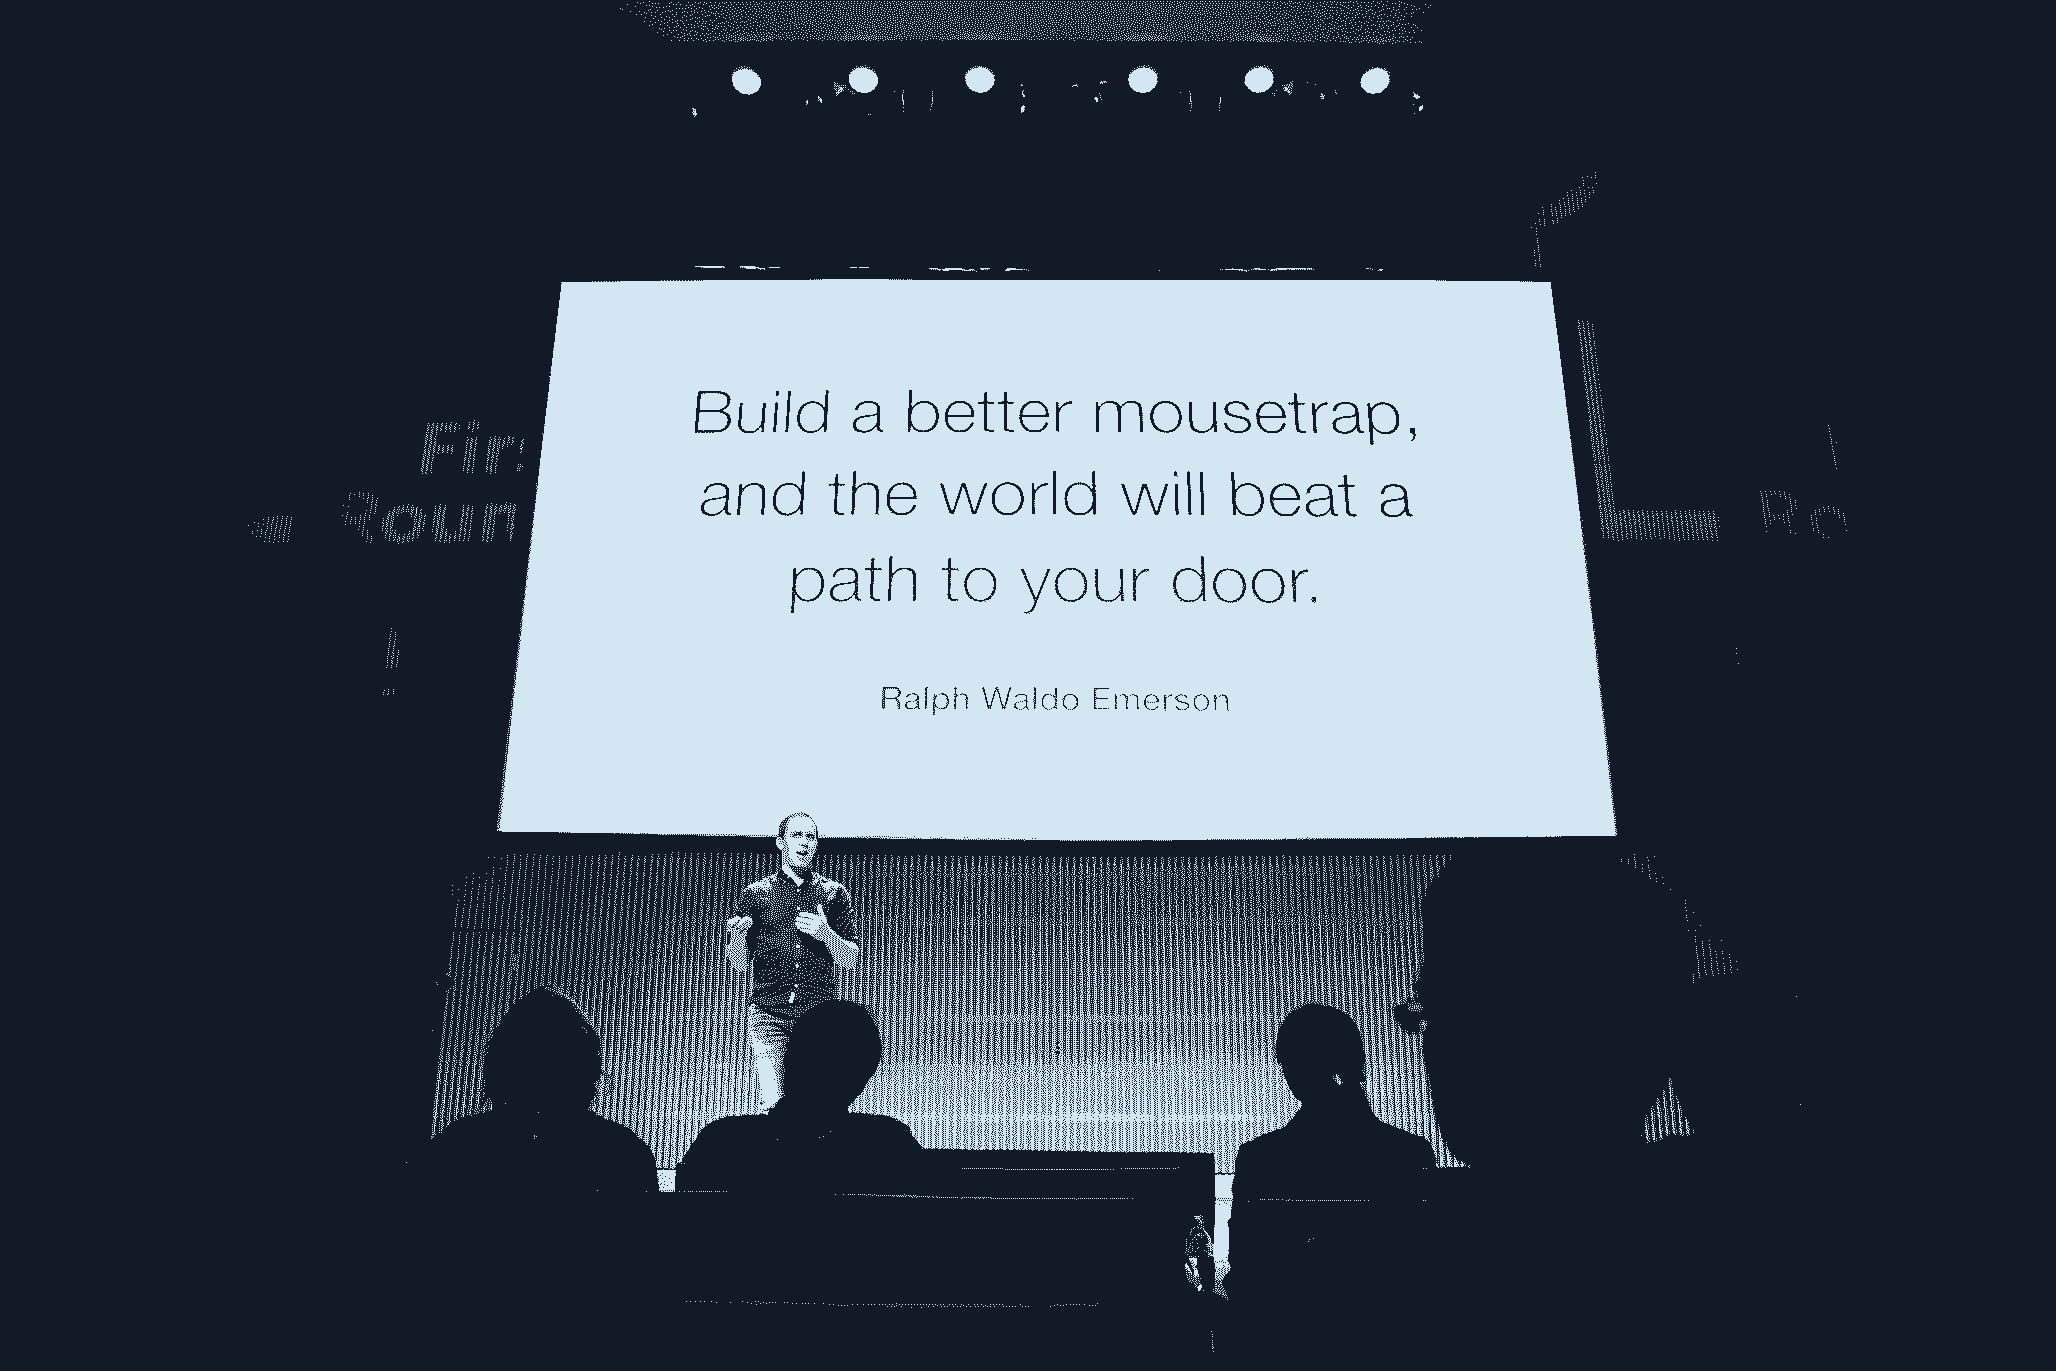 Build a better mousetrap,
and the world will beat a
path to your door.
Ralph Waldo Emerson